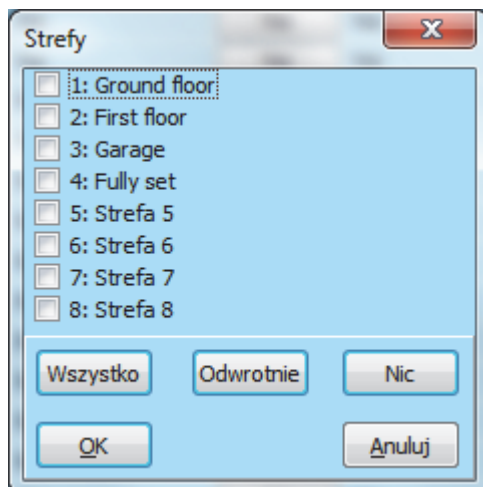 Strefy
1: Ground floor
2: First floor
3: Garage
4: Fully set
5: Strefa 5
6: Strefa 6
7: Strefa 7
8: Strefa 8
Wszystko Odwrotnie Nic
OK Anuluj